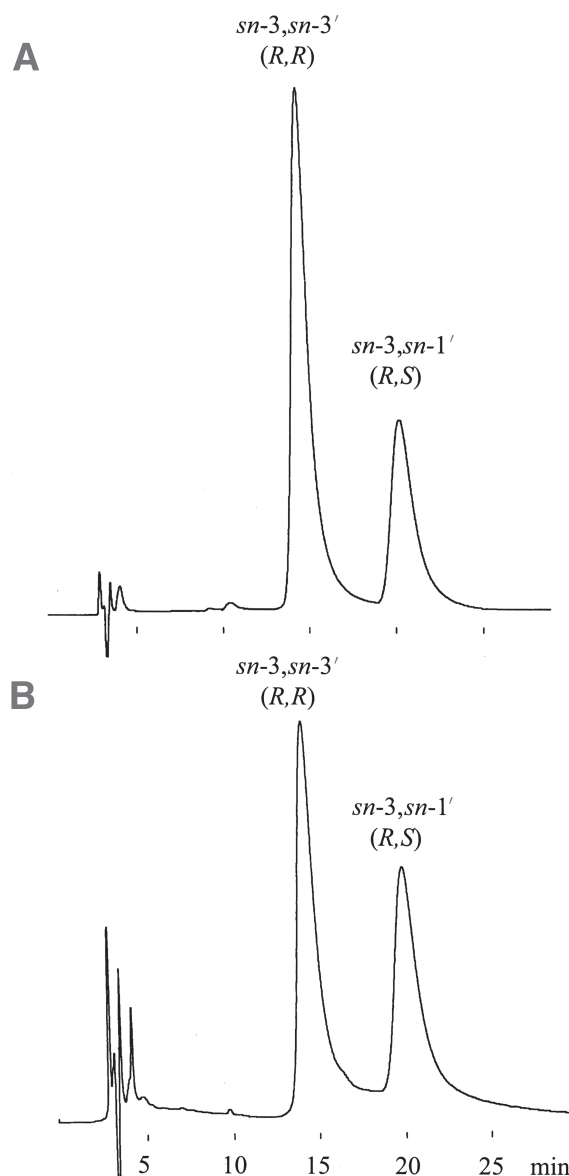 A
sn-3,sn-3′
(R,R)
sn-3,sn-1′
(R,S)
B
sn-3,sn-3′
(R,R)
sn-3,sn-1′
(R,S)
5 10 15 20 25 min